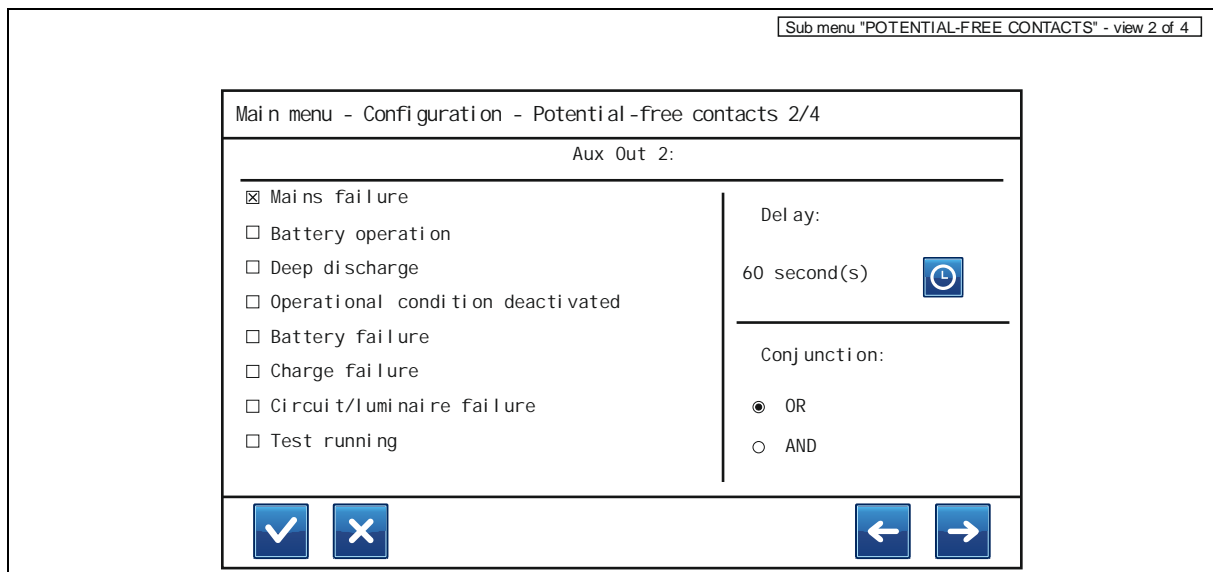 Sub menu "POTENTIAL-FREE CONTACTS" - view 2 of 4
Main menu - Configuration - Potential-free contacts 2/4
Aux Out 2:
Mains failure
Battery operation
Deep discharge
Operational condition deactivated
Battery failure
Charge failure
Circuit/luminaire failure
Test running
Delay:
60 second(s)
Conjunction:
OR
AND